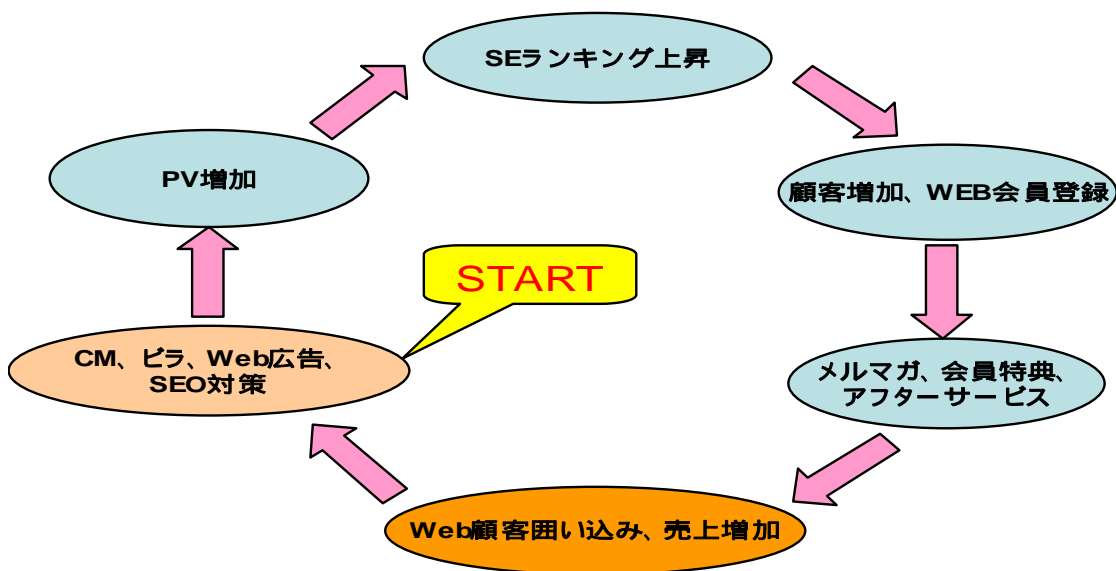 SEランキング上昇
PV増加
顧客増加、WEB会員登録
START
CM、ビラ、Web広告、
SEO対策
メルマガ、会員特典、
アフターサービス
Web顧客囲い込み、売上増加